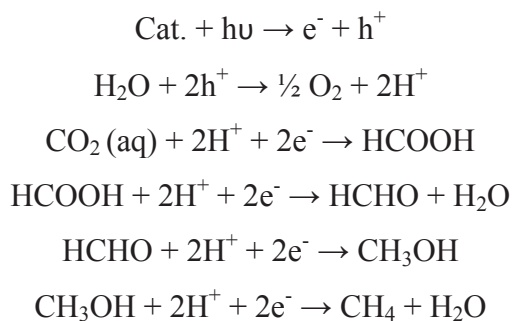 Cat. + hυ → e⁻ + h⁺
H₂O + 2h⁺ → ½ O₂ + 2H⁺
CO₂ (aq) + 2H⁺ + 2e⁻ → HCOOH
HCOOH + 2H⁺ + 2e⁻ → HCHO + H₂O
HCHO + 2H⁺ + 2e⁻ → CH₃OH
CH₃OH + 2H⁺ + 2e⁻ → CH₄ + H₂O